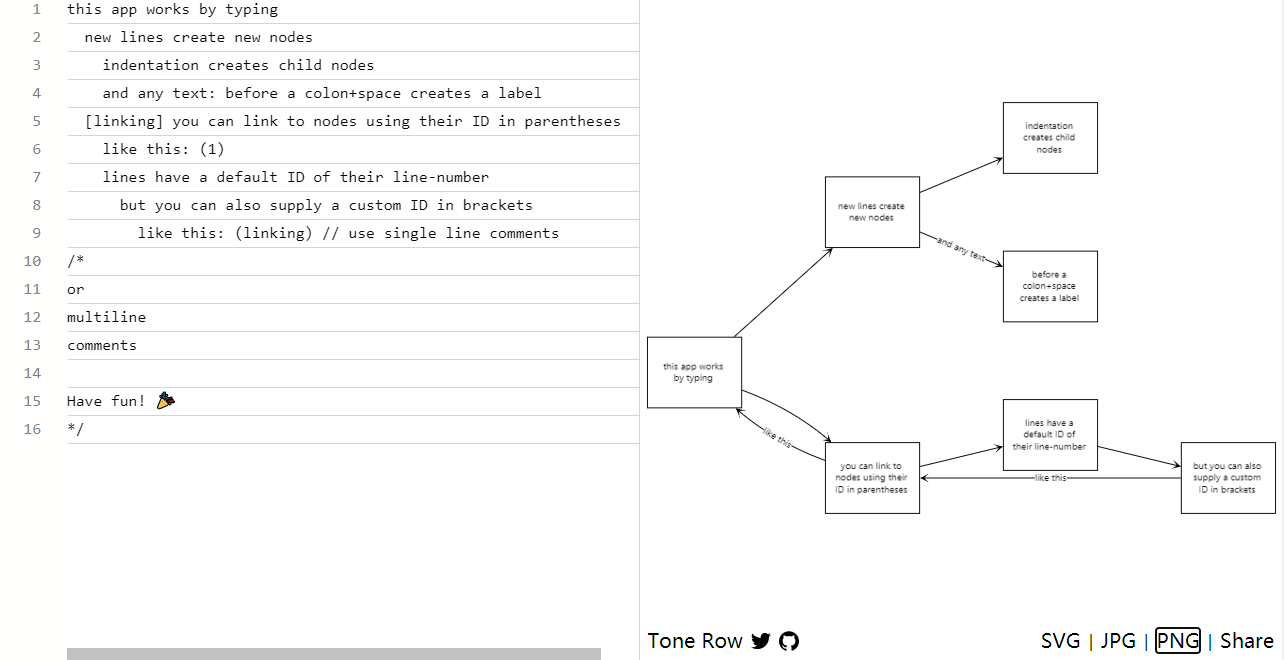 1 this app works by typing
2 new lines create new nodes
3 indentation creates child nodes
4 and any text: before a colon+space creates a label
5 [linking] you can link to nodes using their ID in parentheses
6 like this: (1)
7 lines have a default ID of their line-number
8 but you can also supply a custom ID in brackets
9 like this: (linking) // use single line comments
10 /*
11 or
12 multiline
13 comments
14
15 Have fun! 🎉
16 */
indentation
creates child
nodes
new lines create
new nodes
and any text
before a
colon+space
creates a label
this app works
by typing
like this
you can link to
nodes using their
ID in parentheses
lines have a
default ID of
their line-number
like this
but you can also
supply a custom
ID in brackets
Tone Row
SVG | JPG | PNG | Share